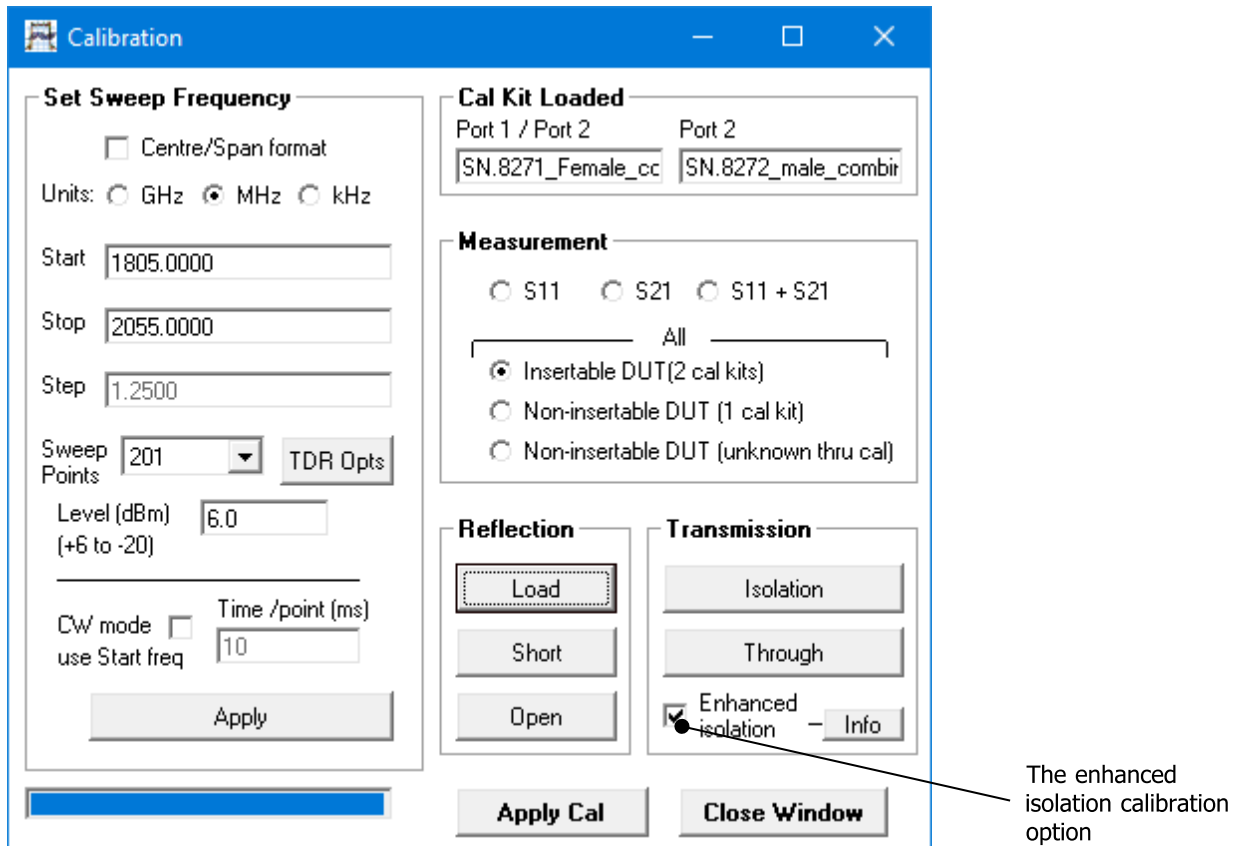 Calibration
Set Sweep Frequency
Centre/Span format
Units: GHz MHz kHz
Start 1805.0000
Stop 2055.0000
Step 1.2500
Sweep Points 201 TDR Opts
Level (dBm) 6.0
(+6 to -20)
CW mode
use Start freq
Time /point (ms)
10
Apply
Cal Kit Loaded
Port 1 / Port 2
SN.8271_Female_cc
Port 2
SN.8272_male_combir
Measurement
S11 S21 S11 + S21
All
Insertable DUT(2 cal kits)
Non-insertable DUT (1 cal kit)
Non-insertable DUT (unknown thru cal)
Reflection
Load
Short
Open
Transmission
Isolation
Through
Enhanced
isolation – Info
Apply Cal
Close Window
The enhanced
isolation calibration
option